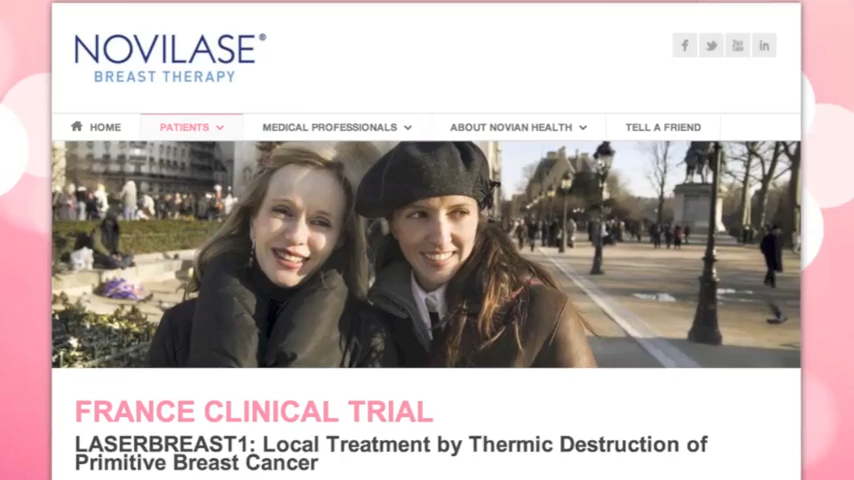 NOVILASE®
BREAST THERAPY
HOME PATIENTS MEDICAL PROFESSIONALS ABOUT NOVIAN HEALTH TELL A FRIEND
FRANCE CLINICAL TRIAL
LASERBREAST1: Local Treatment by Thermic Destruction of
Primitive Breast Cancer